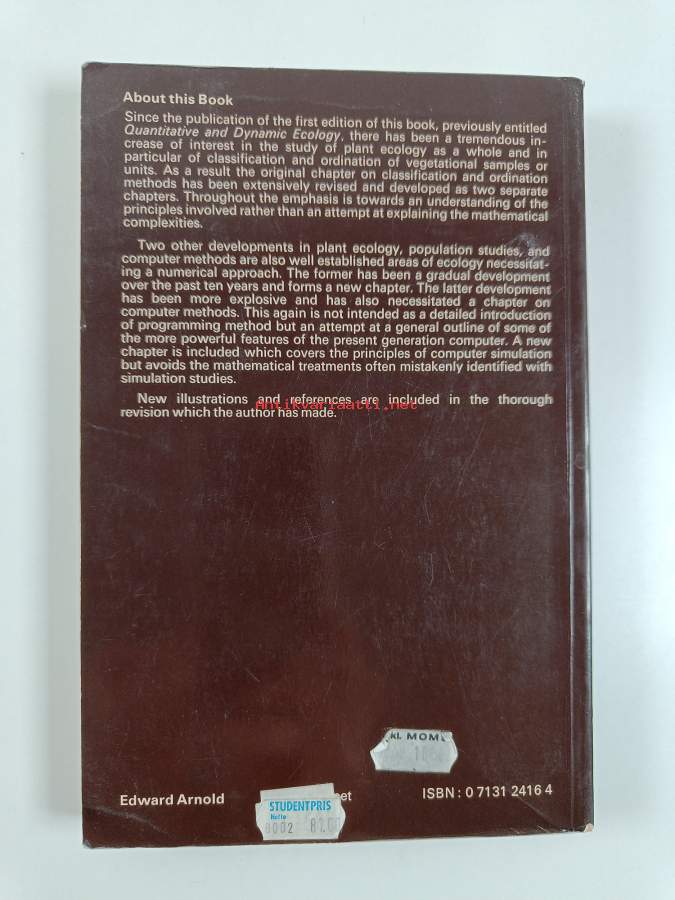 About this Book
Since the publication of the first edition of this book, previously entitled
Quantitative and Dynamic Ecology, there has been a tremendous in-
crease of interest in the study of plant ecology as a whole and in
particular of classification and ordination of vegetational samples or
units. As a result the original chapter on classification and ordination
methods has been extensively revised and developed as two separate
chapters. Throughout the emphasis is towards an understanding of the
principles involved rather than an attempt at explaining the mathematical
complexities.
Two other developments in plant ecology, population studies, and
computer methods are also well established areas of ecology necessitat-
ing a numerical approach. The former has been a gradual development
over the past ten years and forms a new chapter. The latter development
has been more explosive and has also necessitated a chapter on
computer methods. This again is not intended as a detailed introduction
of programming method but an attempt at a general outline of some of
the more powerful features of the present generation computer. A new
chapter is included which covers the principles of computer simulation
but avoids the mathematical treatments often mistakenly identified with
simulation studies.
New illustrations and references are included in the thorough
revision which the author has made.
Antikvariaatti.net
KL MOM
Edward Arnold
ISBN: 0 7131 2416 4
STUDENTPRIS
0002